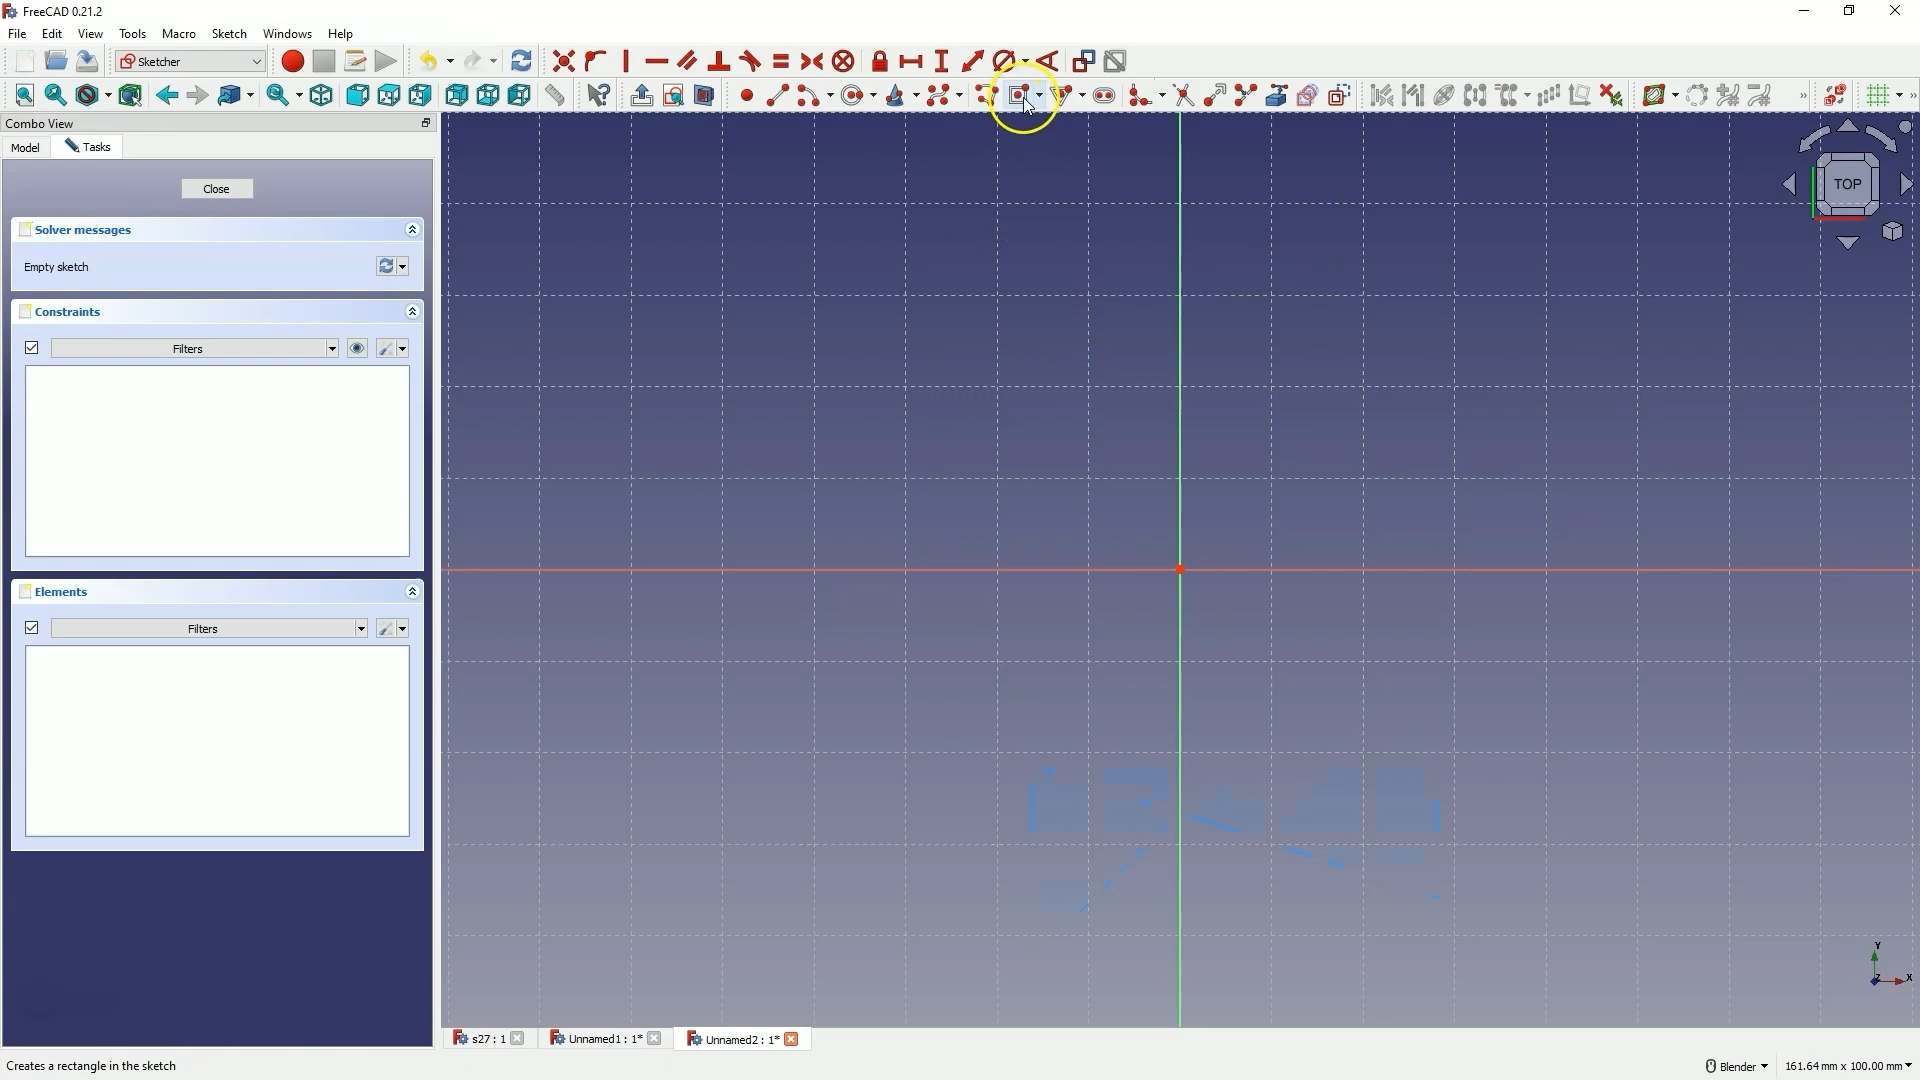 FreeCAD 0.21.2
File Edit View Tools Macro Sketch Windows Help
Sketcher
Combo View
Model Tasks
Close
Solver messages
Empty sketch
Constraints
Filters
Elements
Filters
TOP
Y
Z X
s27 : 1 Unnamed1 : 1* Unnamed2 : 1*
Creates a rectangle in the sketch
Blender 161.64 mm x 100.00 mm